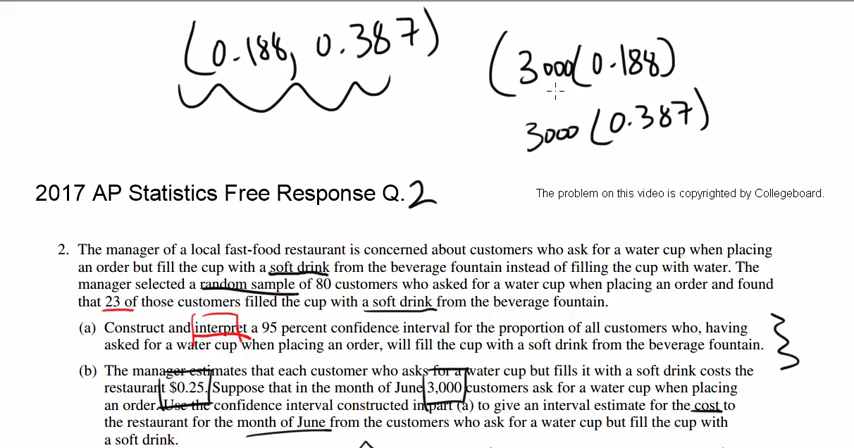 (0.188, 0.387)
(3000(0.188)
3000(0.387)
2017 AP Statistics Free Response Q.2
The problem on this video is copyrighted by Collegeboard.
2. The manager of a local fast-food restaurant is concerned about customers who ask for a water cup when placing
an order but fill the cup with a soft drink from the beverage fountain instead of filling the cup with water. The
manager selected a random sample of 80 customers who asked for a water cup when placing an order and found
that 23 of those customers filled the cup with a soft drink from the beverage fountain.
(a) Construct and interpret a 95 percent confidence interval for the proportion of all customers who, having
asked for a water cup when placing an order, will fill the cup with a soft drink from the beverage fountain.
(b) The manager estimates that each customer who asks for a water cup but fills it with a soft drink costs the
restaurant $0.25. Suppose that in the month of June 3,000 customers ask for a water cup when placing
an order. Use the confidence interval constructed in part (a) to give an interval estimate for the cost to
the restaurant for the month of June from the customers who ask for a water cup but fill the cup with
a soft drink.